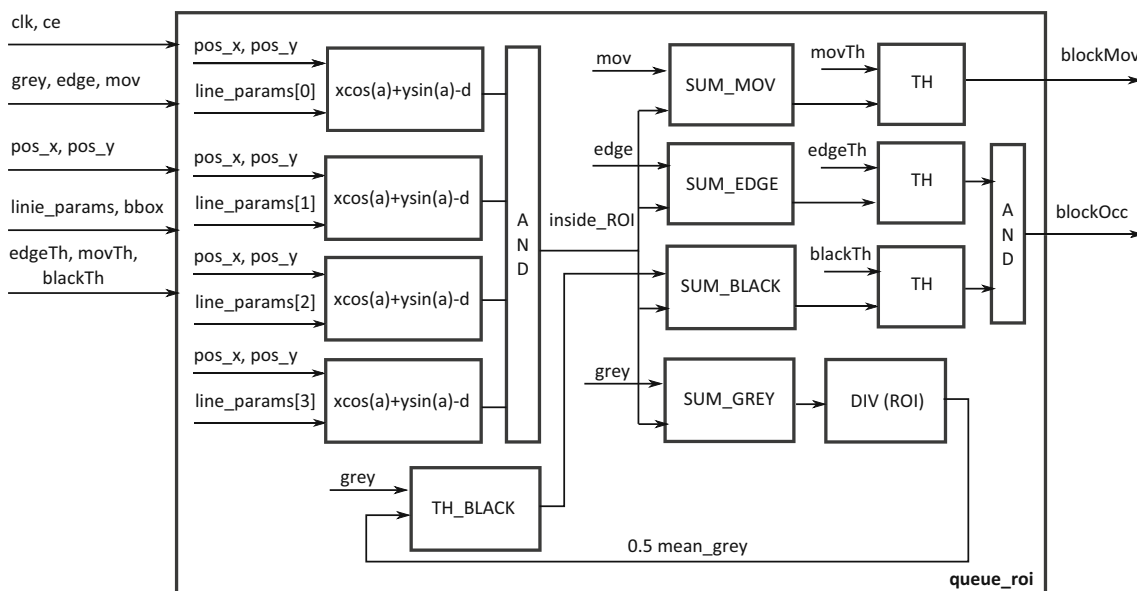 clk, ce
grey, edge, mov
pos_x, pos_y
linie_params, bbox
edgeTh, movTh,
blackTh
pos_x, pos_y
line_params[0]
xcos(a)+ysin(a)-d
pos_x, pos_y
line_params[1]
xcos(a)+ysin(a)-d
pos_x, pos_y
line_params[2]
xcos(a)+ysin(a)-d
pos_x, pos_y
line_params[3]
xcos(a)+ysin(a)-d
A
N
D
inside_ROI
mov
SUM_MOV
movTh
TH
blockMov
edge
SUM_EDGE
edgeTh
TH
SUM_BLACK
blackTh
TH
A
N
D
blockOcc
grey
SUM_GREY
DIV (ROI)
grey
TH_BLACK
0.5 mean_grey
queue_roi